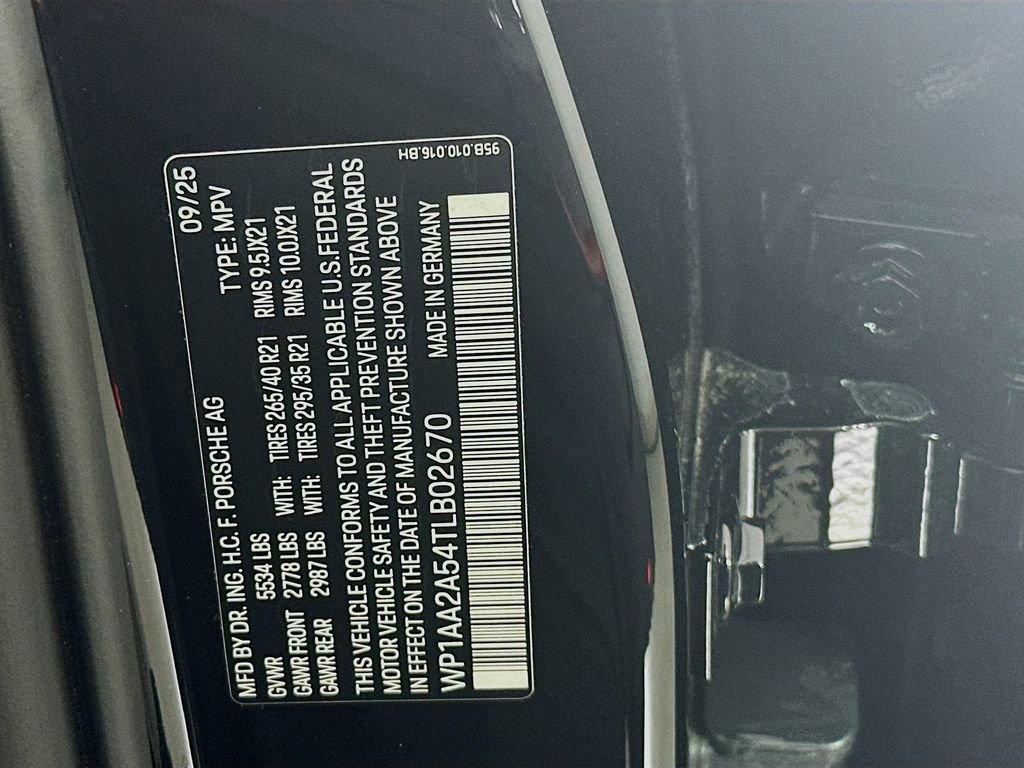 MFD BY DR. ING. H.C. F. PORSCHE AG 09/25
GVWR 5534 LBS TYPE: MPV
GAWR FRONT 2778 LBS WITH: TIRES 265/40 R21 RIMS 9.5JX21
GAWR REAR 2987 LBS WITH: TIRES 295/35 R21 RIMS 10.0JX21
THIS VEHICLE CONFORMS TO ALL APPLICABLE U.S. FEDERAL
MOTOR VEHICLE SAFETY AND THEFT PREVENTION STANDARDS
IN EFFECT ON THE DATE OF MANUFACTURE SHOWN ABOVE
WP1AA2A54TLB02670 MADE IN GERMANY
95B.010.016.BH